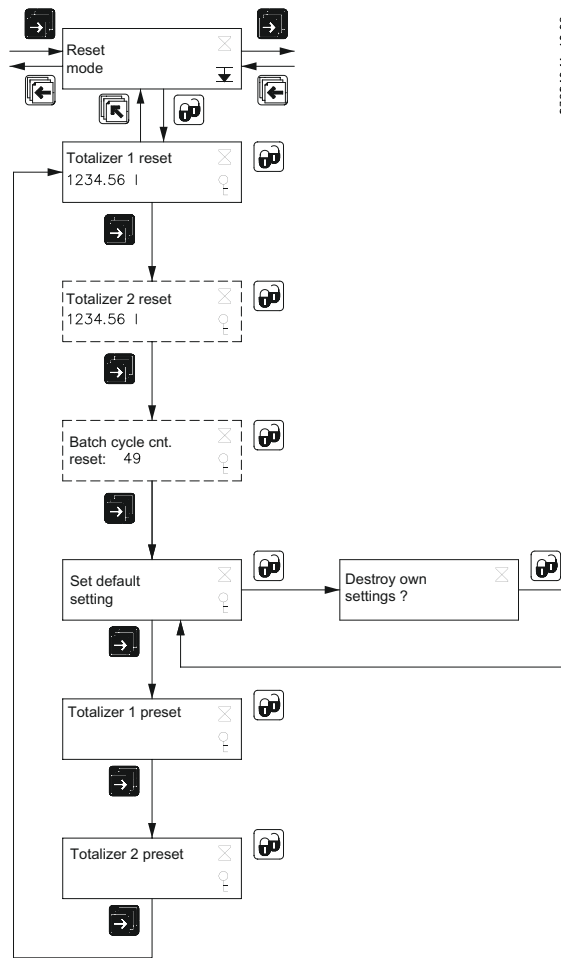 Reset
mode
Totalizer 1 reset
1234.56 l
Totalizer 2 reset
1234.56 l
Batch cycle cnt.
reset: 49
Set default
setting
Destroy own
settings ?
Totalizer 1 preset
Totalizer 2 preset